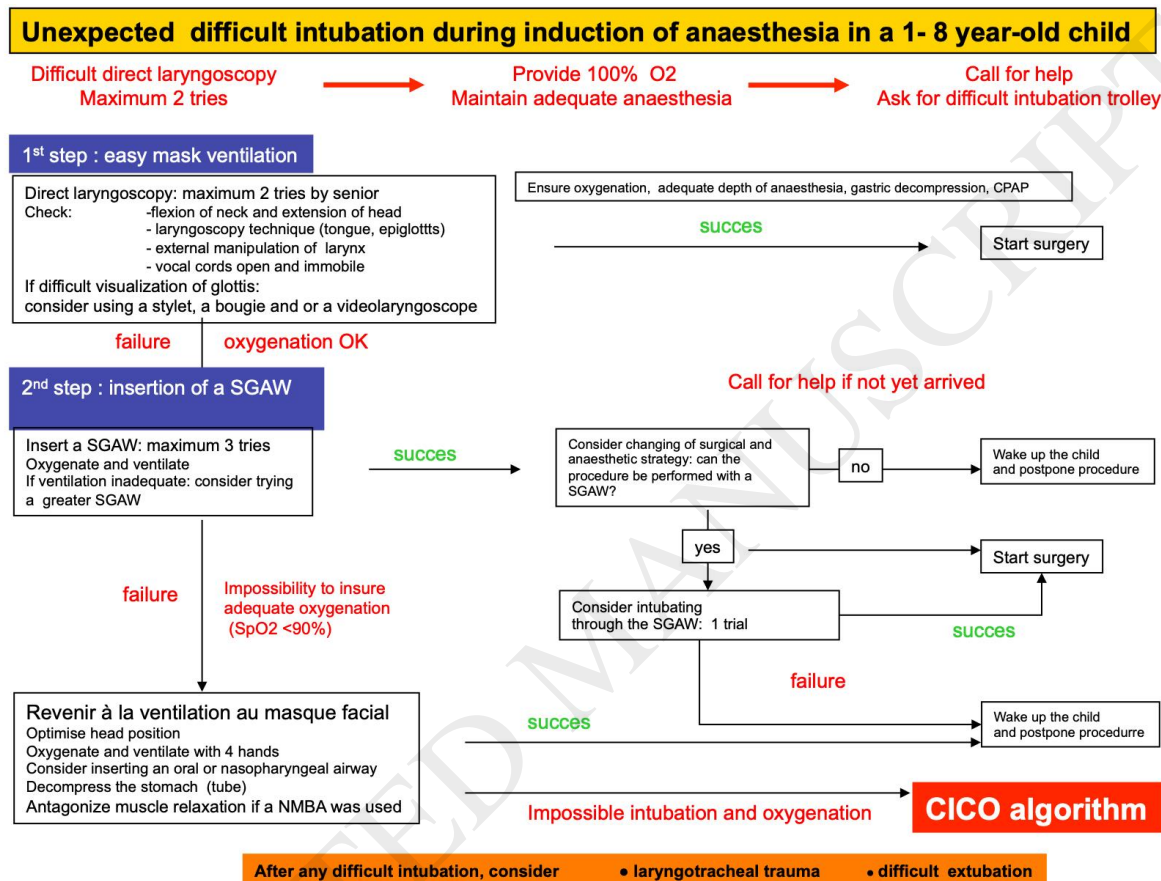 Unexpected difficult intubation during induction of anaesthesia in a 1- 8 year-old child
Difficult direct laryngoscopy
Maximum 2 tries
Provide 100% O2
Maintain adequate anaesthesia
Call for help
Ask for difficult intubation trolley
1st step : easy mask ventilation
Direct laryngoscopy: maximum 2 tries by senior
Check: -flexion of neck and extension of head
- laryngoscopy technique (tongue, epiglottts)
- external manipulation of larynx
- vocal cords open and immobile
If difficult visualization of glottis:
consider using a stylet, a bougie and or a videolaryngoscope
Ensure oxygenation, adequate depth of anaesthesia, gastric decompression, CPAP
succes
Start surgery
failure
oxygenation OK
2nd step : insertion of a SGAW
Call for help if not yet arrived
Insert a SGAW: maximum 3 tries
Oxygenate and ventilate
If ventilation inadequate: consider trying
a greater SGAW
succes
Consider changing of surgical and
anaesthetic strategy: can the
procedure be performed with a
SGAW?
no
Wake up the child
and postpone procedure
yes
Start surgery
failure
Impossibility to insure
adequate oxygenation
(SpO2 <90%)
Consider intubating
through the SGAW: 1 trial
succes
failure
Revenir à la ventilation au masque facial
Optimise head position
Oxygenate and ventilate with 4 hands
Consider inserting an oral or nasopharyngeal airway
Decompress the stomach (tube)
Antagonize muscle relaxation if a NMBA was used
succes
Wake up the child
and postpone procedurre
Impossible intubation and oxygenation
CICO algorithm
After any difficult intubation, consider • laryngotracheal trauma • difficult extubation
TED MANUSCRIPT